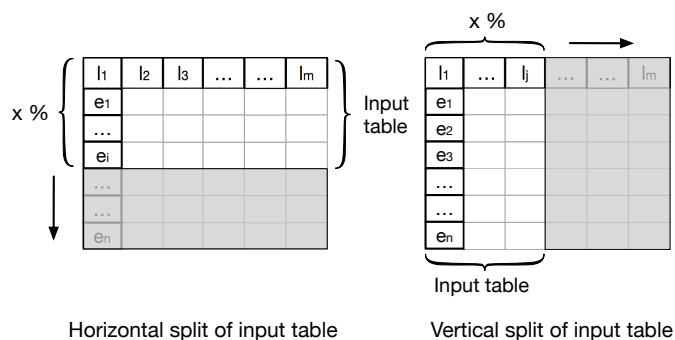 x %
l1 l2 l3 … … lm
e1
…
ei
…
…
en
x %
Input
table
Horizontal split of input table
x %
l1 … lj … … lm
e1
e2
e3
…
…
en
Input table
Vertical split of input table